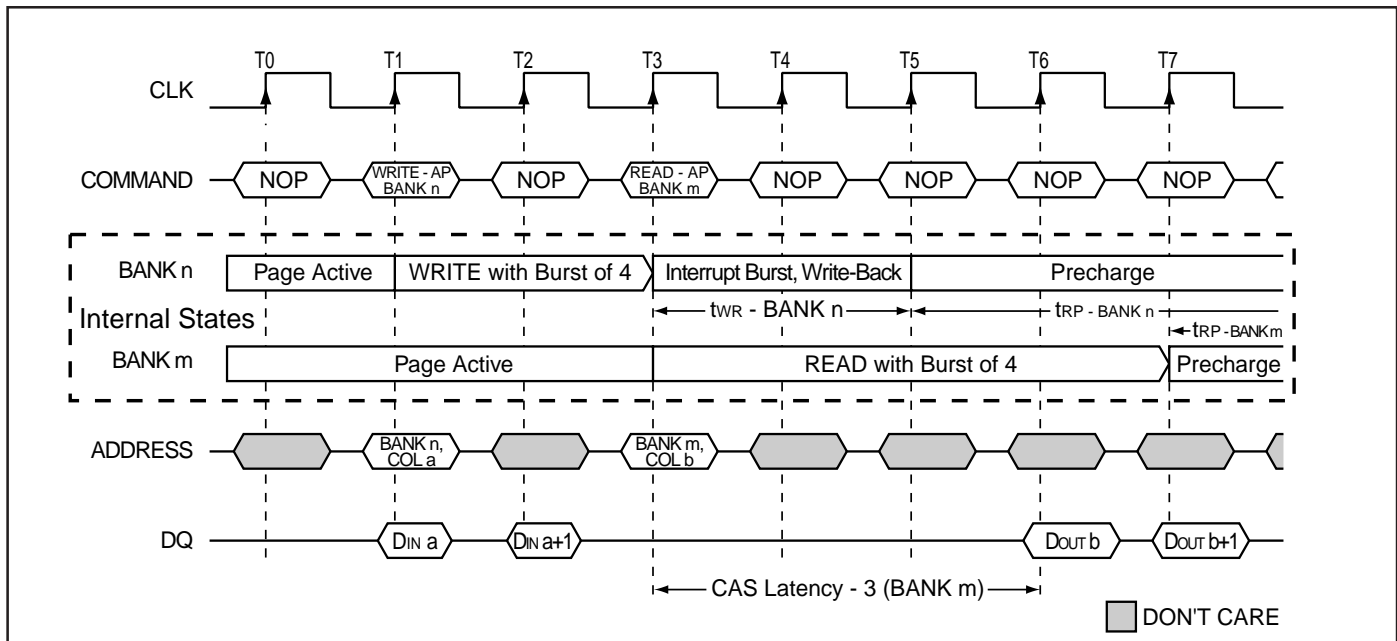 T0 T1 T2 T3 T4 T5 T6 T7
CLK
COMMAND NOP WRITE - AP BANK n NOP READ - AP BANK m NOP NOP NOP NOP
BANK n Page Active WRITE with Burst of 4 Interrupt Burst, Write-Back Precharge
tWR - BANK n tRP - BANK n
Internal States
tRP - BANK m
BANK m Page Active READ with Burst of 4 Precharge
ADDRESS BANK n, COL a BANK m, COL b
DQ DIN a DIN a+1 DOUT b DOUT b+1
CAS Latency - 3 (BANK m)
DON'T CARE